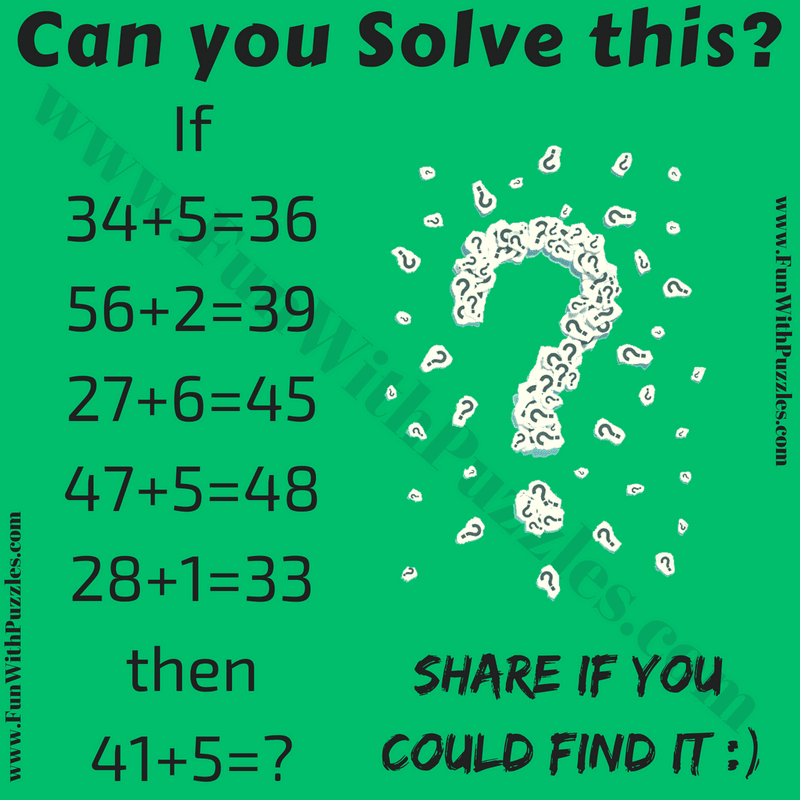 Can you Solve this?
If
34+5=36
56+2=39
27+6=45
47+5=48
28+1=33
then
41+5=?
SHARE IF YOU
COULD FIND IT :)
www.FunWithPuzzles.com
www.FunWithPuzzles.com
www.FunWithPuzzles.com